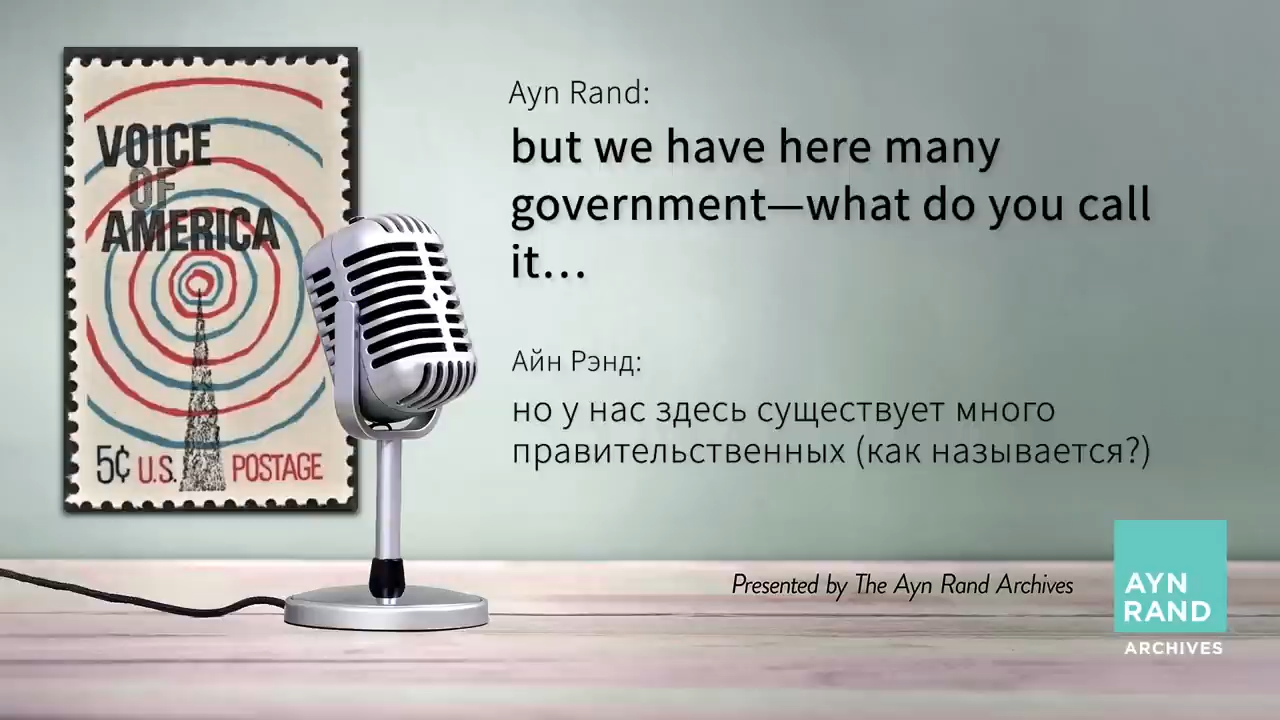 VOICE
OF
AMERICA
5¢ U.S. POSTAGE
Ayn Rand:
but we have here many
government—what do you call
it…
Айн Рэнд:
но у нас здесь существует много
правительственных (как называется?)
Presented by The Ayn Rand Archives
AYN
RAND
ARCHIVES